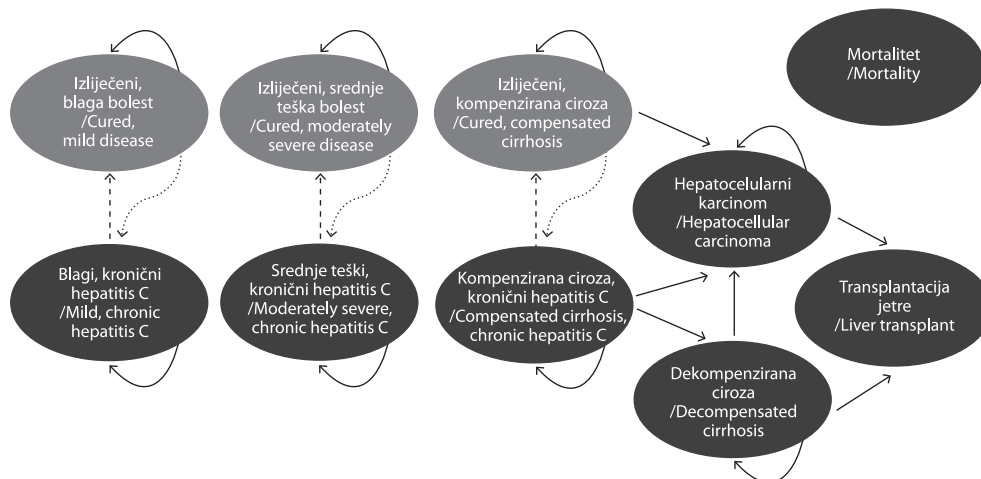 Izliječeni,
blaga bolest
/Cured,
mild disease
Izliječeni, srednje
teška bolest
/Cured, moderately
severe disease
Izliječeni,
kompenzirana ciroza
/Cured, compensated
cirrhosis
Mortalitet
/Mortality
Hepatocelularni
karcinom
/Hepatocellular
carcinoma
Blagi, kronični
hepatitis C
/Mild, chronic
hepatitis C
Srednje teški,
kronični hepatitis C
/Moderately severe,
chronic hepatitis C
Kompenzirana ciroza,
kronični hepatitis C
/Compensated cirrhosis,
chronic hepatitis C
Transplantacija
jetre
/Liver transplant
Dekompenzirana
ciroza
/Decompensated
cirrhosis